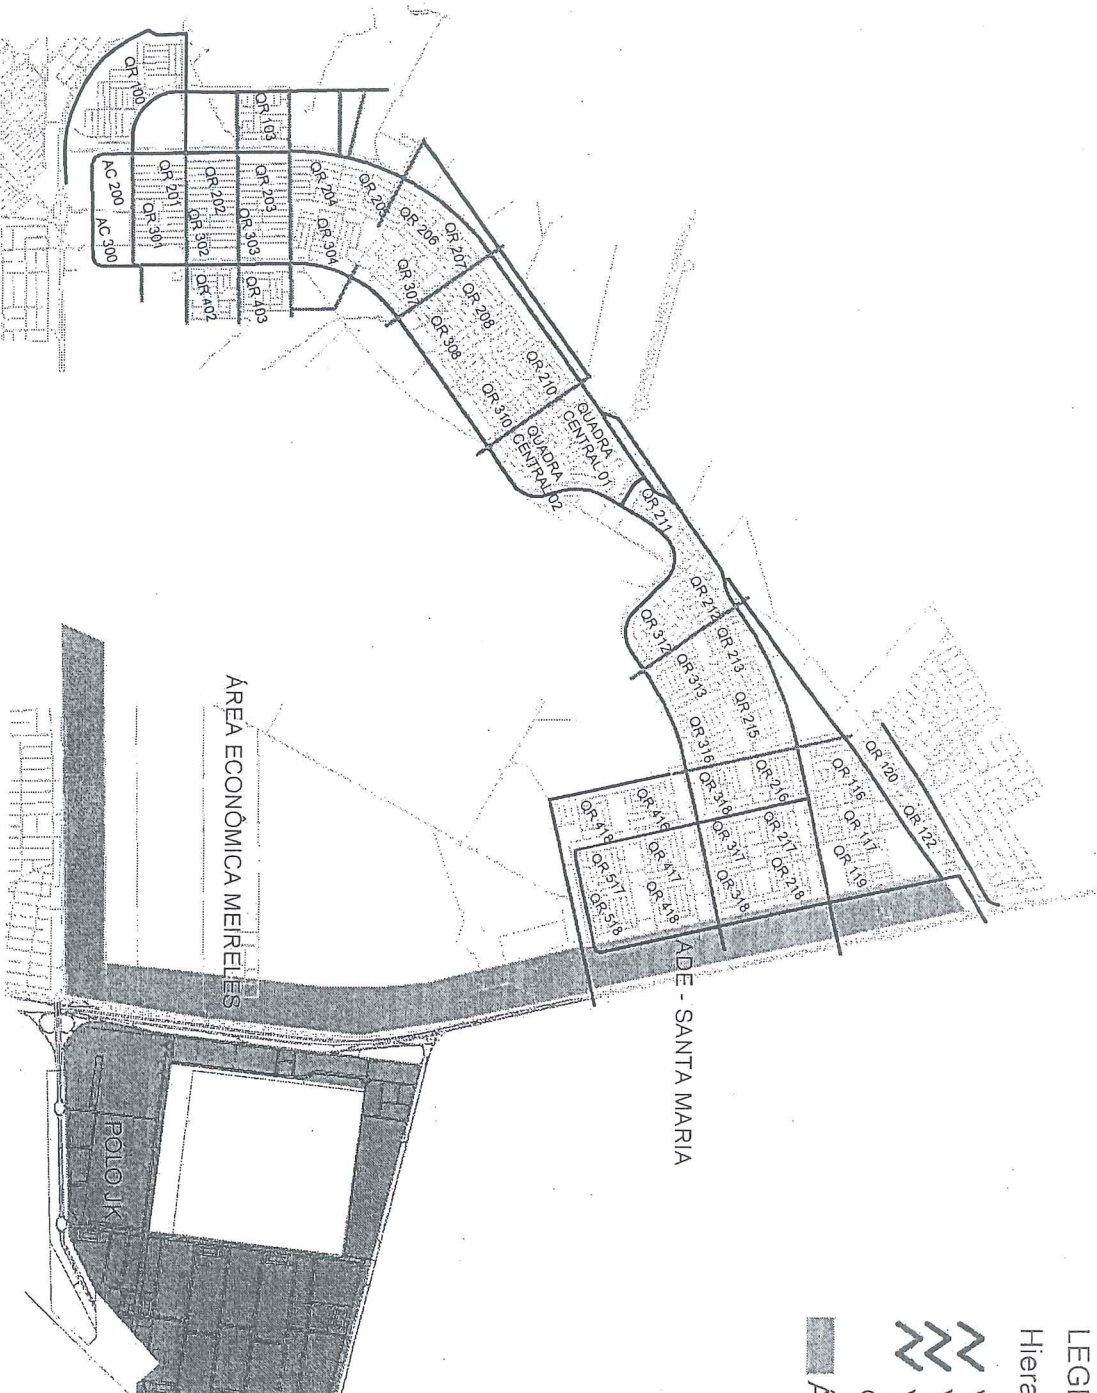 LEGE
Hiera
QR 100
QR 103
AC 200
AC 300
QR 201
QR 301
QR 202
QR 302
QR 402
QR 203
QR 303
QR 403
QR 204
QR 304
QR 205
QR 206
QR 207
QR 307
QR 208
QR 308
QR 210
QR 310
QUADRA
CENTRAL 01
QUADRA
CENTRAL 02
QR 211
QR 212
QR 312
QR 213
QR 313
QR 215
QR 316
QR 216
QR 318
QR 416
QR 418
QR 116
QR 117
QR 119
QR 120
QR 122
QR 217
QR 317
QR 417
QR 517
QR 218
QR 318
QR 418
QR 518
ADE - SANTA MARIA
ÁREA ECONÔMICA MEIRELES
PÓLO JK